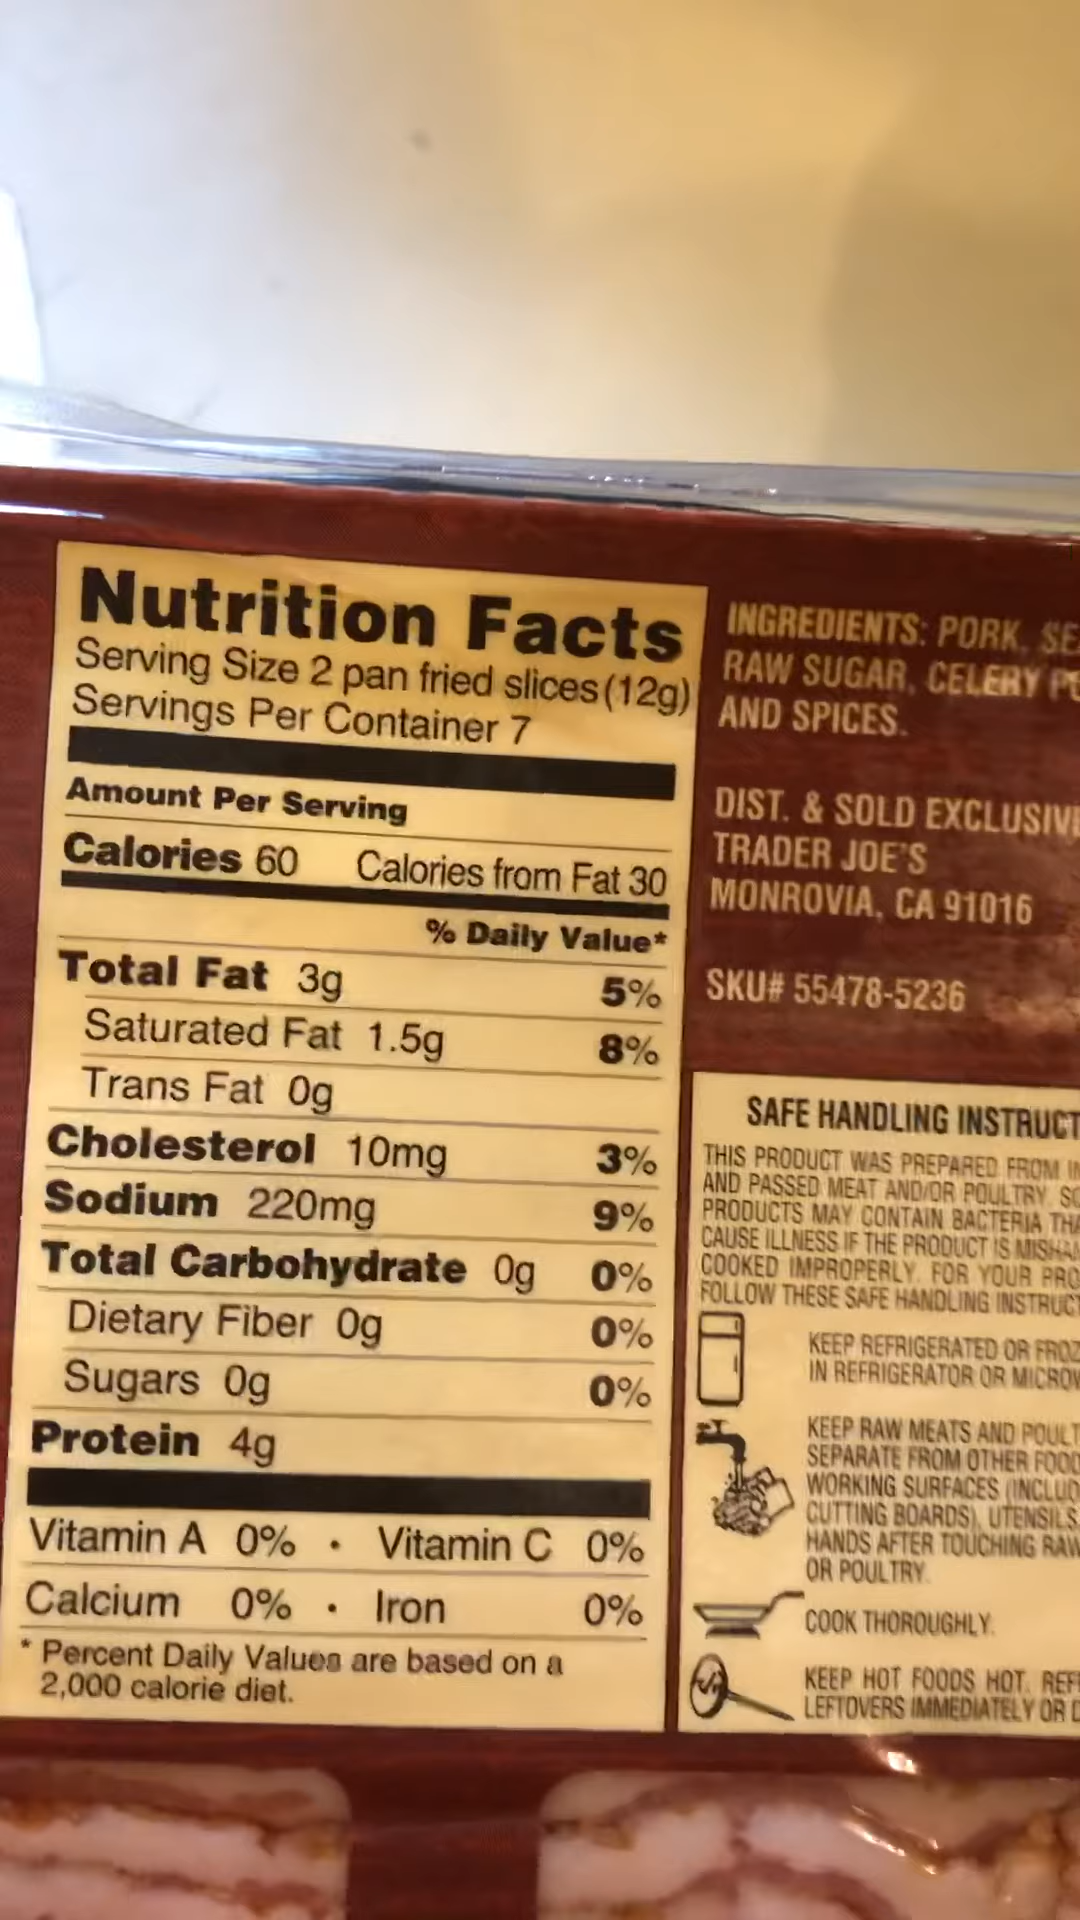 Nutrition Facts
Serving Size 2 pan fried slices (12g)
Servings Per Container 7
Amount Per Serving
Calories 60 Calories from Fat 30
% Daily Value*
Total Fat 3g 5%
Saturated Fat 1.5g 8%
Trans Fat 0g
Cholesterol 10mg 3%
Sodium 220mg 9%
Total Carbohydrate 0g 0%
Dietary Fiber 0g 0%
Sugars 0g 0%
Protein 4g
Vitamin A 0% · Vitamin C 0%
Calcium 0% · Iron 0%
* Percent Daily Values are based on a
2,000 calorie diet.
INGREDIENTS: PORK, SE
RAW SUGAR, CELERY
AND SPICES.
DIST. & SOLD EXCLUSIV
TRADER JOE'S
MONROVIA, CA 91016
SKU# 55478-5236
SAFE HANDLING INSTRUCT
THIS PRODUCT WAS PREPARED FROM IN
AND PASSED MEAT AND/OR POULTRY. SO
PRODUCTS MAY CONTAIN BACTERIA THA
CAUSE ILLNESS IF THE PRODUCT IS MISHAN
COOKED IMPROPERLY. FOR YOUR PRO
FOLLOW THESE SAFE HANDLING INSTRUCT
KEEP REFRIGERATED OR FROZ
IN REFRIGERATOR OR MICROW
KEEP RAW MEATS AND POULT
SEPARATE FROM OTHER FOOD
WORKING SURFACES (INCLUD
CUTTING BOARDS), UTENSILS,
HANDS AFTER TOUCHING RAW
OR POULTRY.
COOK THOROUGHLY.
KEEP HOT FOODS HOT. REF
LEFTOVERS IMMEDIATELY OR D